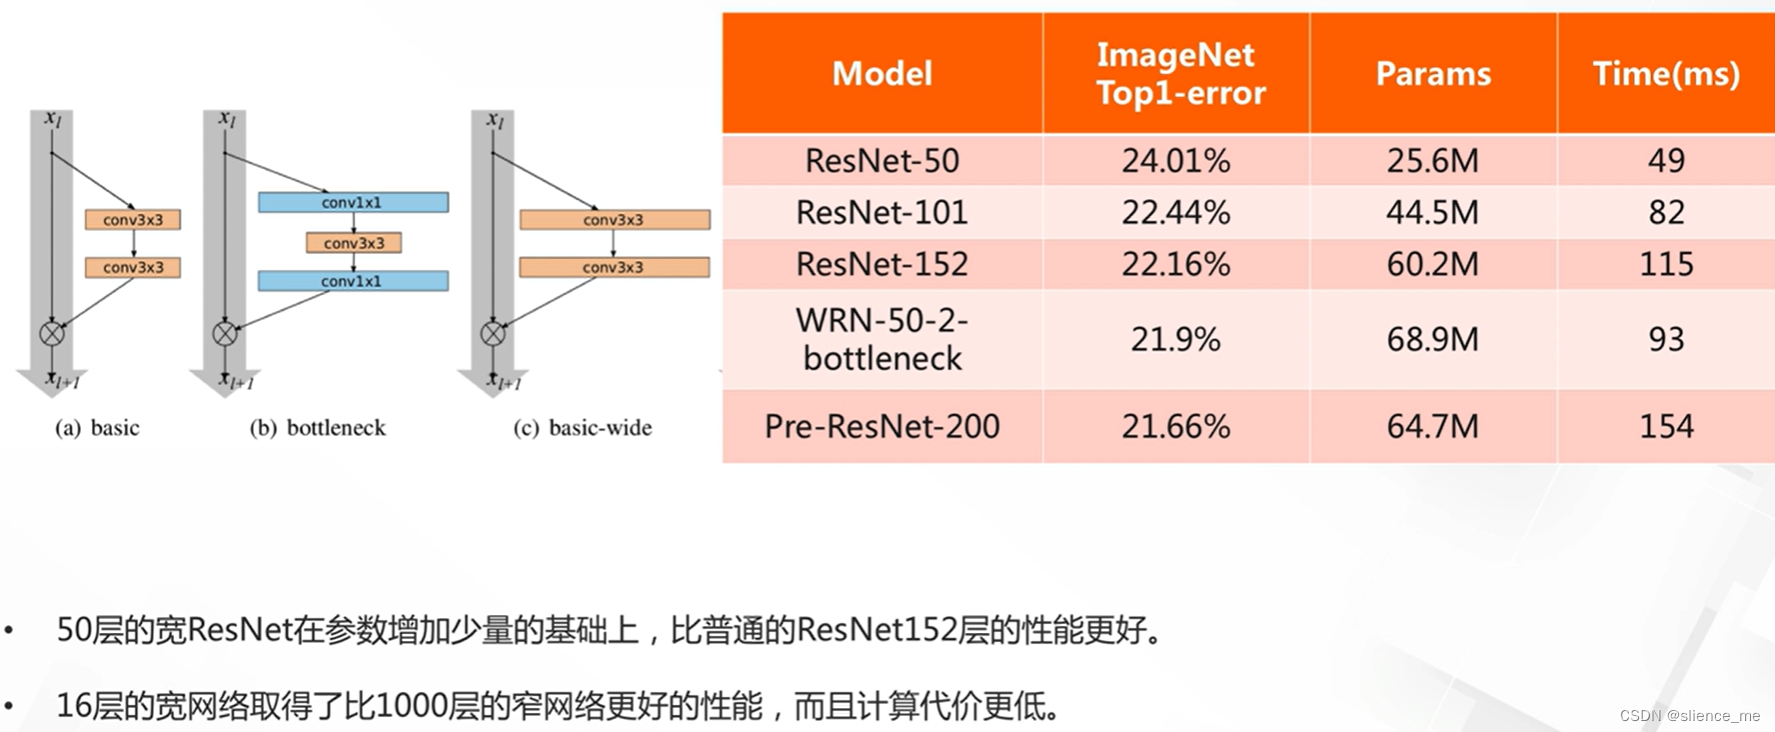 x_l
conv3x3
conv3x3
x_{l+1}
(a) basic
x_l
conv1x1
conv3x3
conv1x1
x_{l+1}
(b) bottleneck
x_l
conv3x3
conv3x3
x_{l+1}
(c) basic-wide
Model ImageNet Top1-error Params Time(ms)
ResNet-50 24.01% 25.6M 49
ResNet-101 22.44% 44.5M 82
ResNet-152 22.16% 60.2M 115
WRN-50-2-bottleneck 21.9% 68.9M 93
Pre-ResNet-200 21.66% 64.7M 154
• 50层的宽ResNet在参数增加少量的基础上，比普通的ResNet152层的性能更好。
• 16层的宽网络取得了比1000层的窄网络更好的性能，而且计算代价更低。
CSDN @slience_me